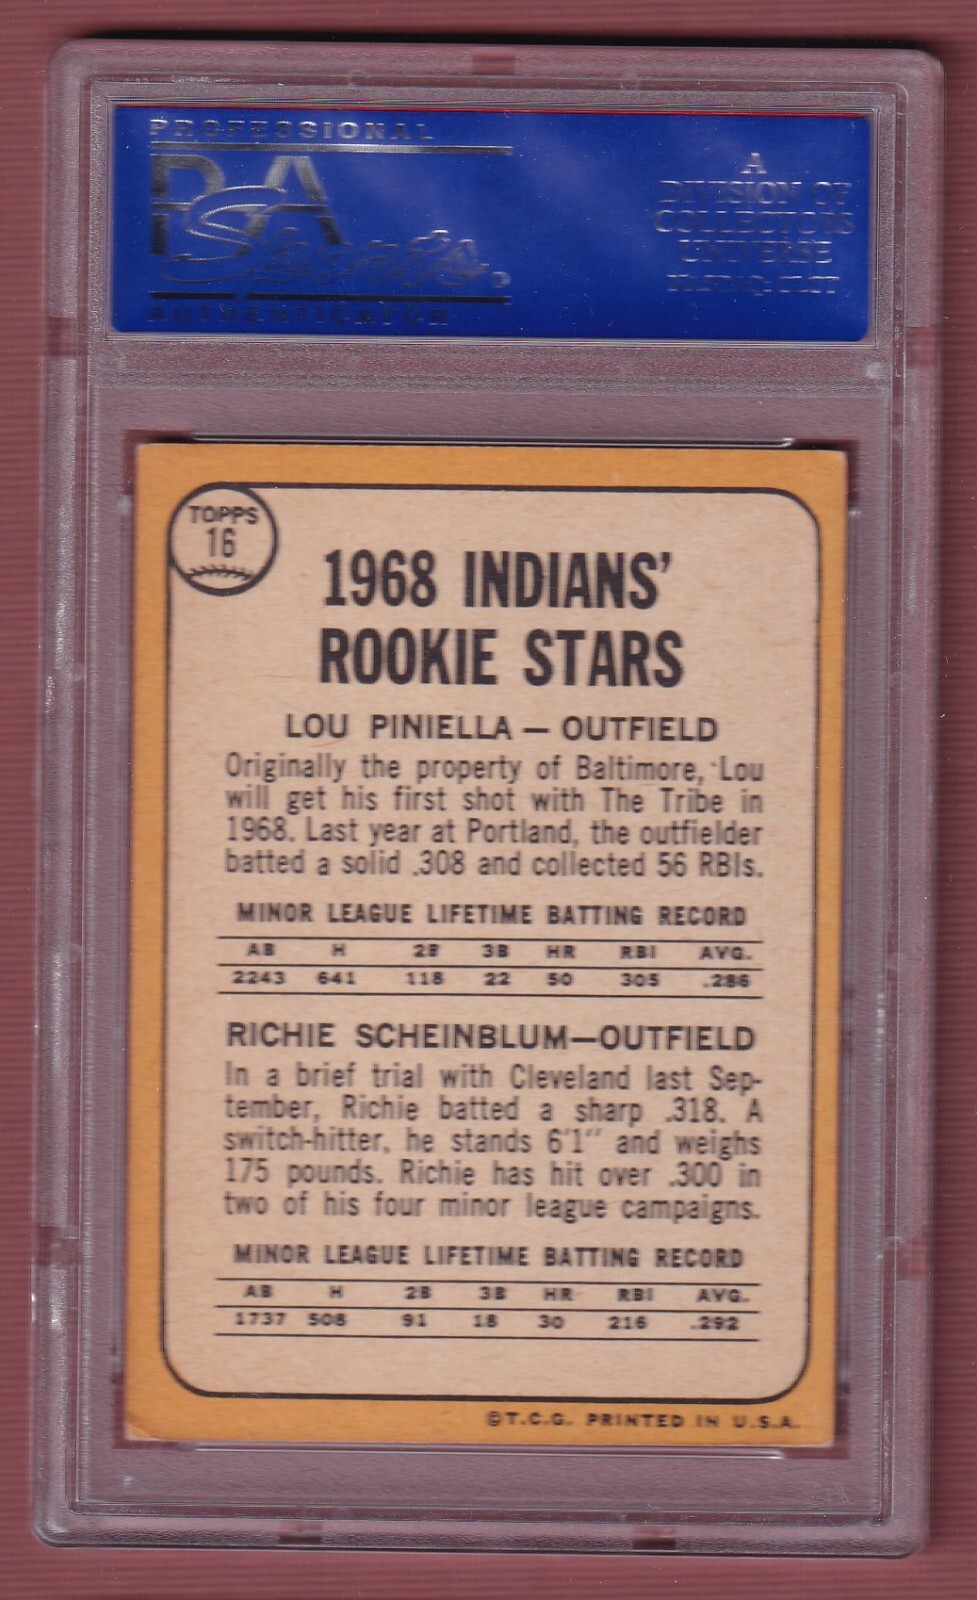 PROFESSIONAL
PSA
Sports
AUTHENTICATOR
A
DIVISION OF
COLLECTORS
UNIVERSE
NASDAQ: CLCT
TOPPS
16
1968 INDIANS'
ROOKIE STARS
LOU PINIELLA — OUTFIELD
Originally the property of Baltimore, Lou
will get his first shot with The Tribe in
1968. Last year at Portland, the outfielder
batted a solid .308 and collected 56 RBIs.
MINOR LEAGUE LIFETIME BATTING RECORD
AB H 2B 3B HR RBI AVG.
2243 641 118 22 50 305 .286
RICHIE SCHEINBLUM—OUTFIELD
In a brief trial with Cleveland last Sep-
tember, Richie batted a sharp .318. A
switch-hitter, he stands 6'1″ and weighs
175 pounds. Richie has hit over .300 in
two of his four minor league campaigns.
MINOR LEAGUE LIFETIME BATTING RECORD
AB H 2B 3B HR RBI AVG.
1737 508 91 18 30 216 .292
©T.C.G. PRINTED IN U.S.A.